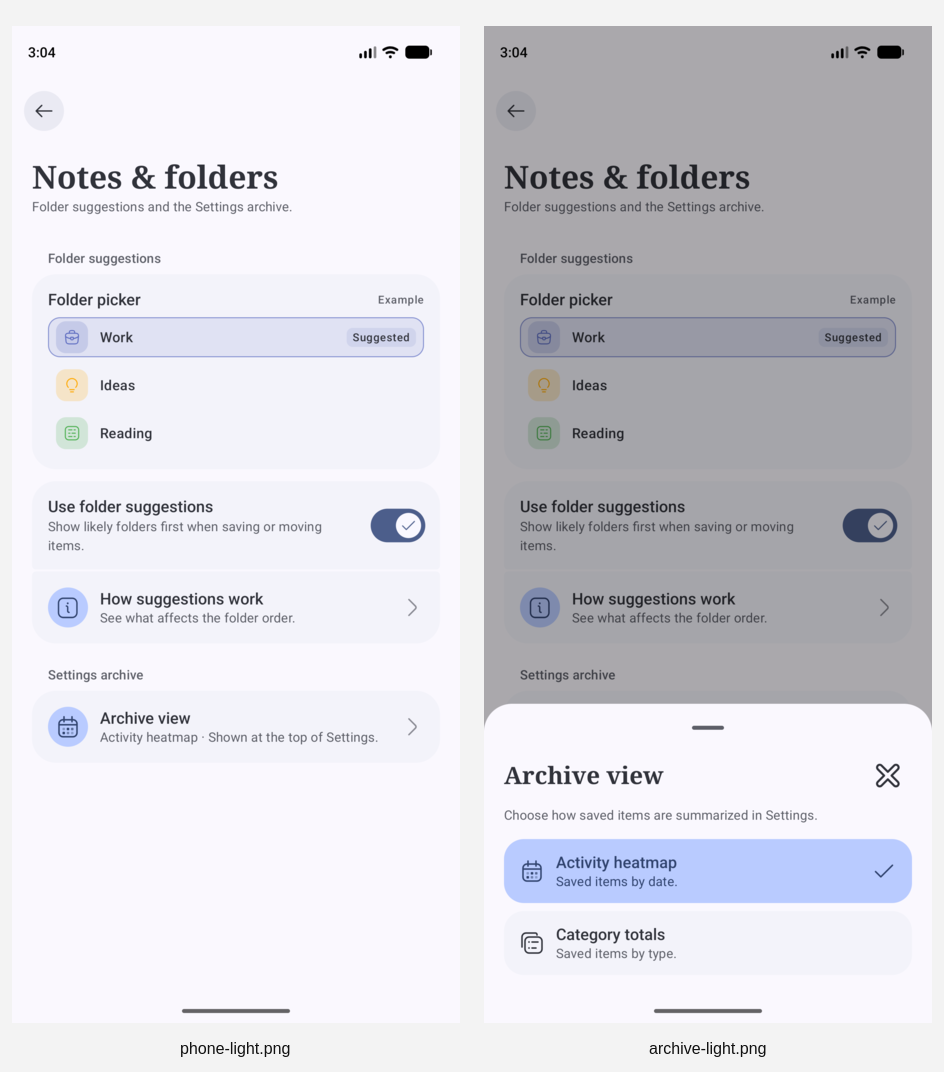 3:04
Notes & folders
Folder suggestions and the Settings archive.
Folder suggestions
Folder picker
Example
Work
Suggested
Ideas
Reading
Use folder suggestions
Show likely folders first when saving or moving
items.
How suggestions work
See what affects the folder order.
Settings archive
Archive view
Activity heatmap · Shown at the top of Settings.
phone-light.png
3:04
Notes & folders
Folder suggestions and the Settings archive.
Folder suggestions
Folder picker
Example
Work
Suggested
Ideas
Reading
Use folder suggestions
Show likely folders first when saving or moving
items.
How suggestions work
See what affects the folder order.
Settings archive
Archive view
Choose how saved items are summarized in Settings.
Activity heatmap
Saved items by date.
Category totals
Saved items by type.
archive-light.png